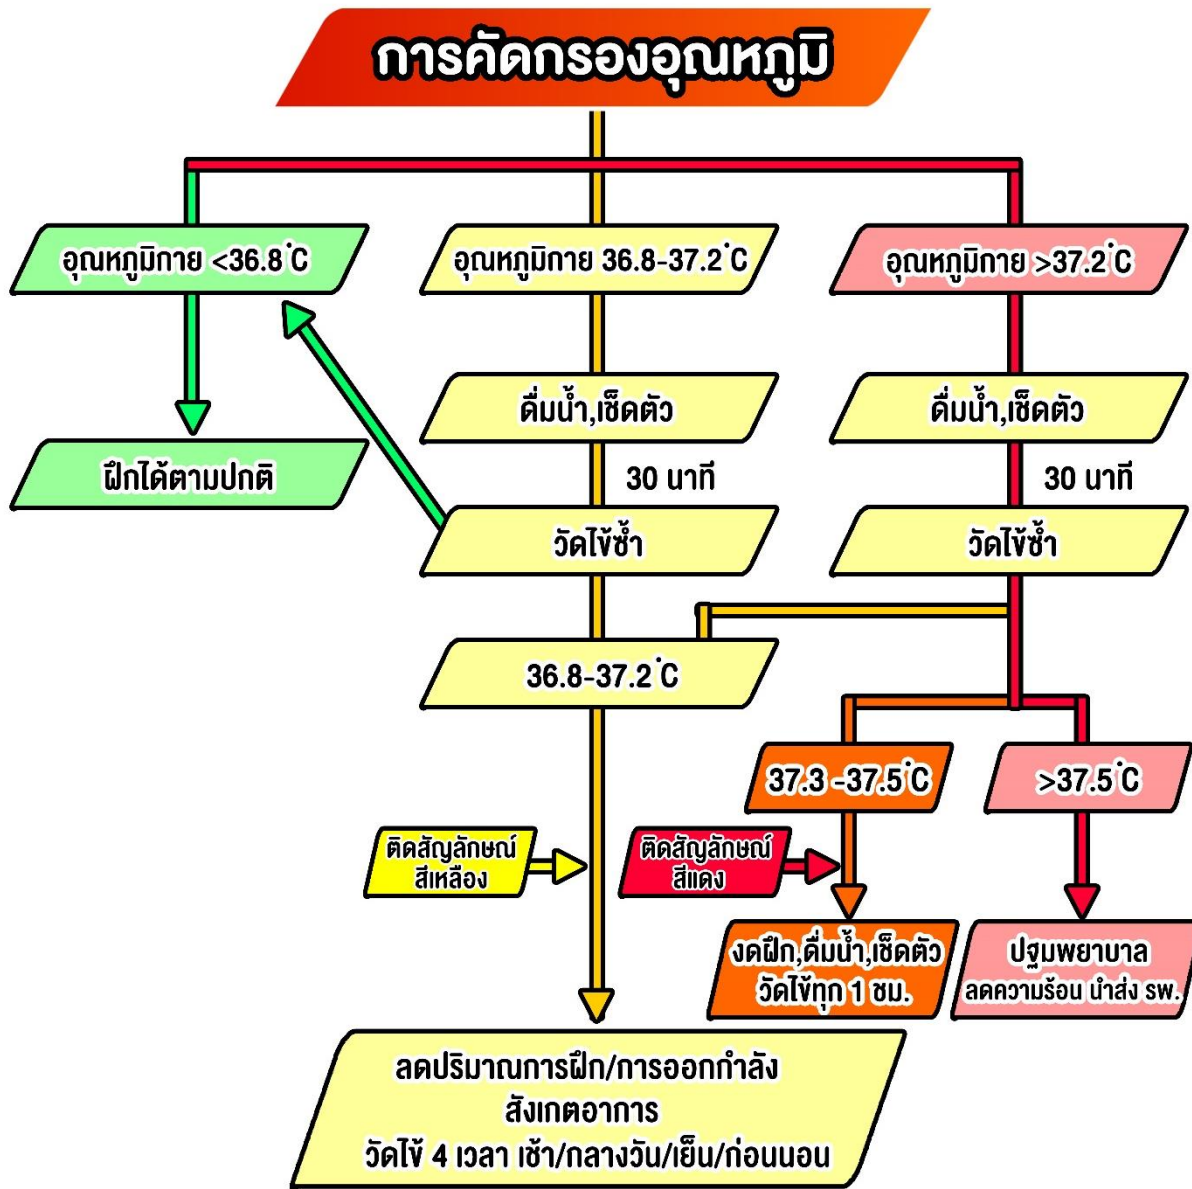 การคัดกรองอุณหภูมิ
อุณหภูมิกาย <36.8 ํC
อุณหภูมิกาย 36.8-37.2 ํC
อุณหภูมิกาย >37.2 ํC
ดื่มน้ำ,เช็ดตัว
ดื่มน้ำ,เช็ดตัว
ฝึกได้ตามปกติ
30 นาที
30 นาที
วัดไข้ซ้ำ
วัดไข้ซ้ำ
36.8-37.2 ํC
37.3 -37.5 ํC
>37.5 ํC
ติดสัญลักษณ์
สีเหลือง
ติดสัญลักษณ์
สีแดง
งดฝึก,ดื่มน้ำ,เช็ดตัว
วัดไข้ทุก 1 ชม.
ปฐมพยาบาล
ลดความร้อน นำส่ง รพ.
ลดปริมาณการฝึก/การออกกำลัง
สังเกตอาการ
วัดไข้ 4 เวลา เช้า/กลางวัน/เย็น/ก่อนนอน